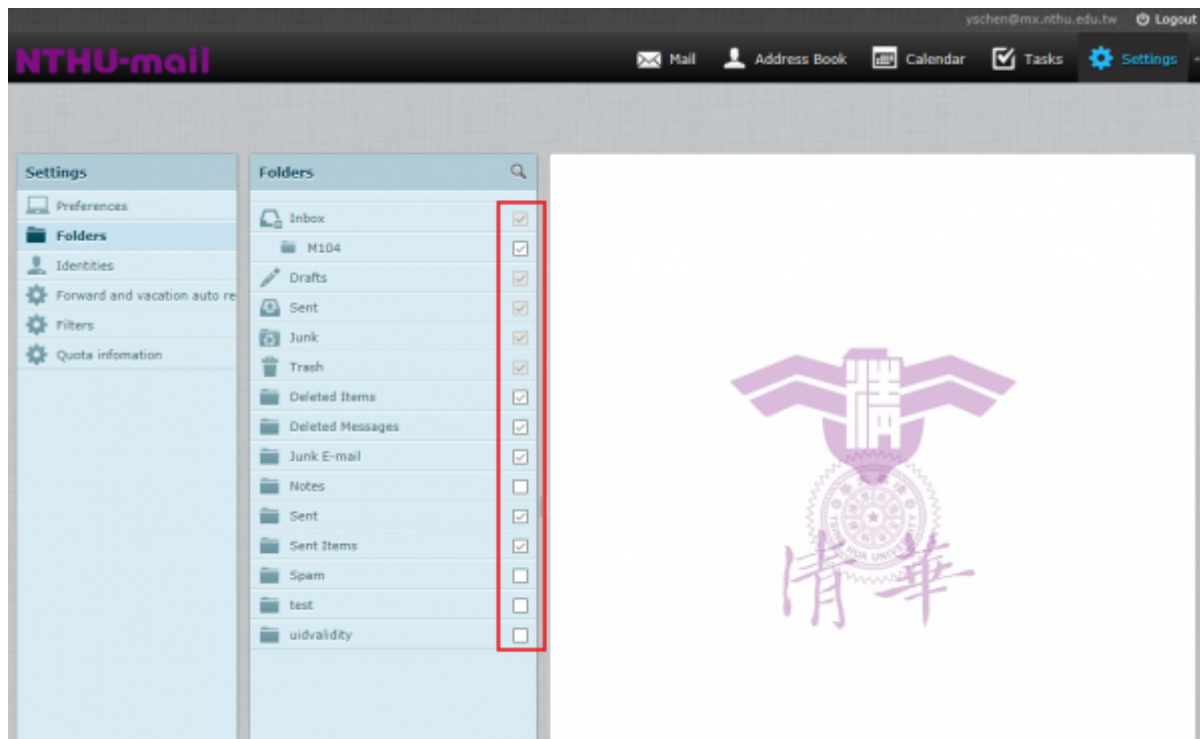 yschen@mx.nthu.edu.tw Logout
NTHU-mail
Mail Address Book Calendar Tasks Settings
Settings
Preferences
Folders
Identities
Forward and vacation auto re
Filters
Quota infomation
Folders
Inbox
M104
Drafts
Sent
Junk
Trash
Deleted Items
Deleted Messages
Junk E-mail
Notes
Sent
Sent Items
Spam
test
uidvalidity
清華